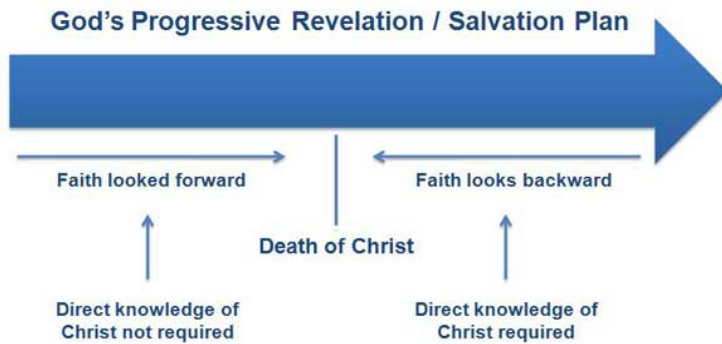 God's Progressive Revelation / Salvation Plan
Faith looked forward
Faith looks backward
Death of Christ
Direct knowledge of
Christ not required
Direct knowledge of
Christ required